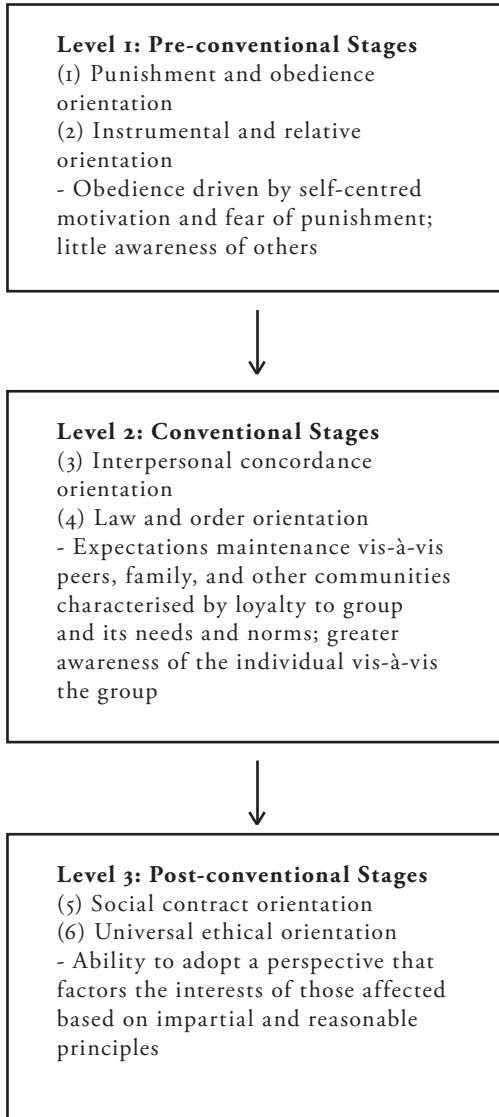 Level 1: Pre-conventional Stages
(1) Punishment and obedience
orientation
(2) Instrumental and relative
orientation
- Obedience driven by self-centred
motivation and fear of punishment;
little awareness of others
Level 2: Conventional Stages
(3) Interpersonal concordance
orientation
(4) Law and order orientation
- Expectations maintenance vis-à-vis
peers, family, and other communities
characterised by loyalty to group
and its needs and norms; greater
awareness of the individual vis-à-vis
the group
Level 3: Post-conventional Stages
(5) Social contract orientation
(6) Universal ethical orientation
- Ability to adopt a perspective that
factors the interests of those affected
based on impartial and reasonable
principles